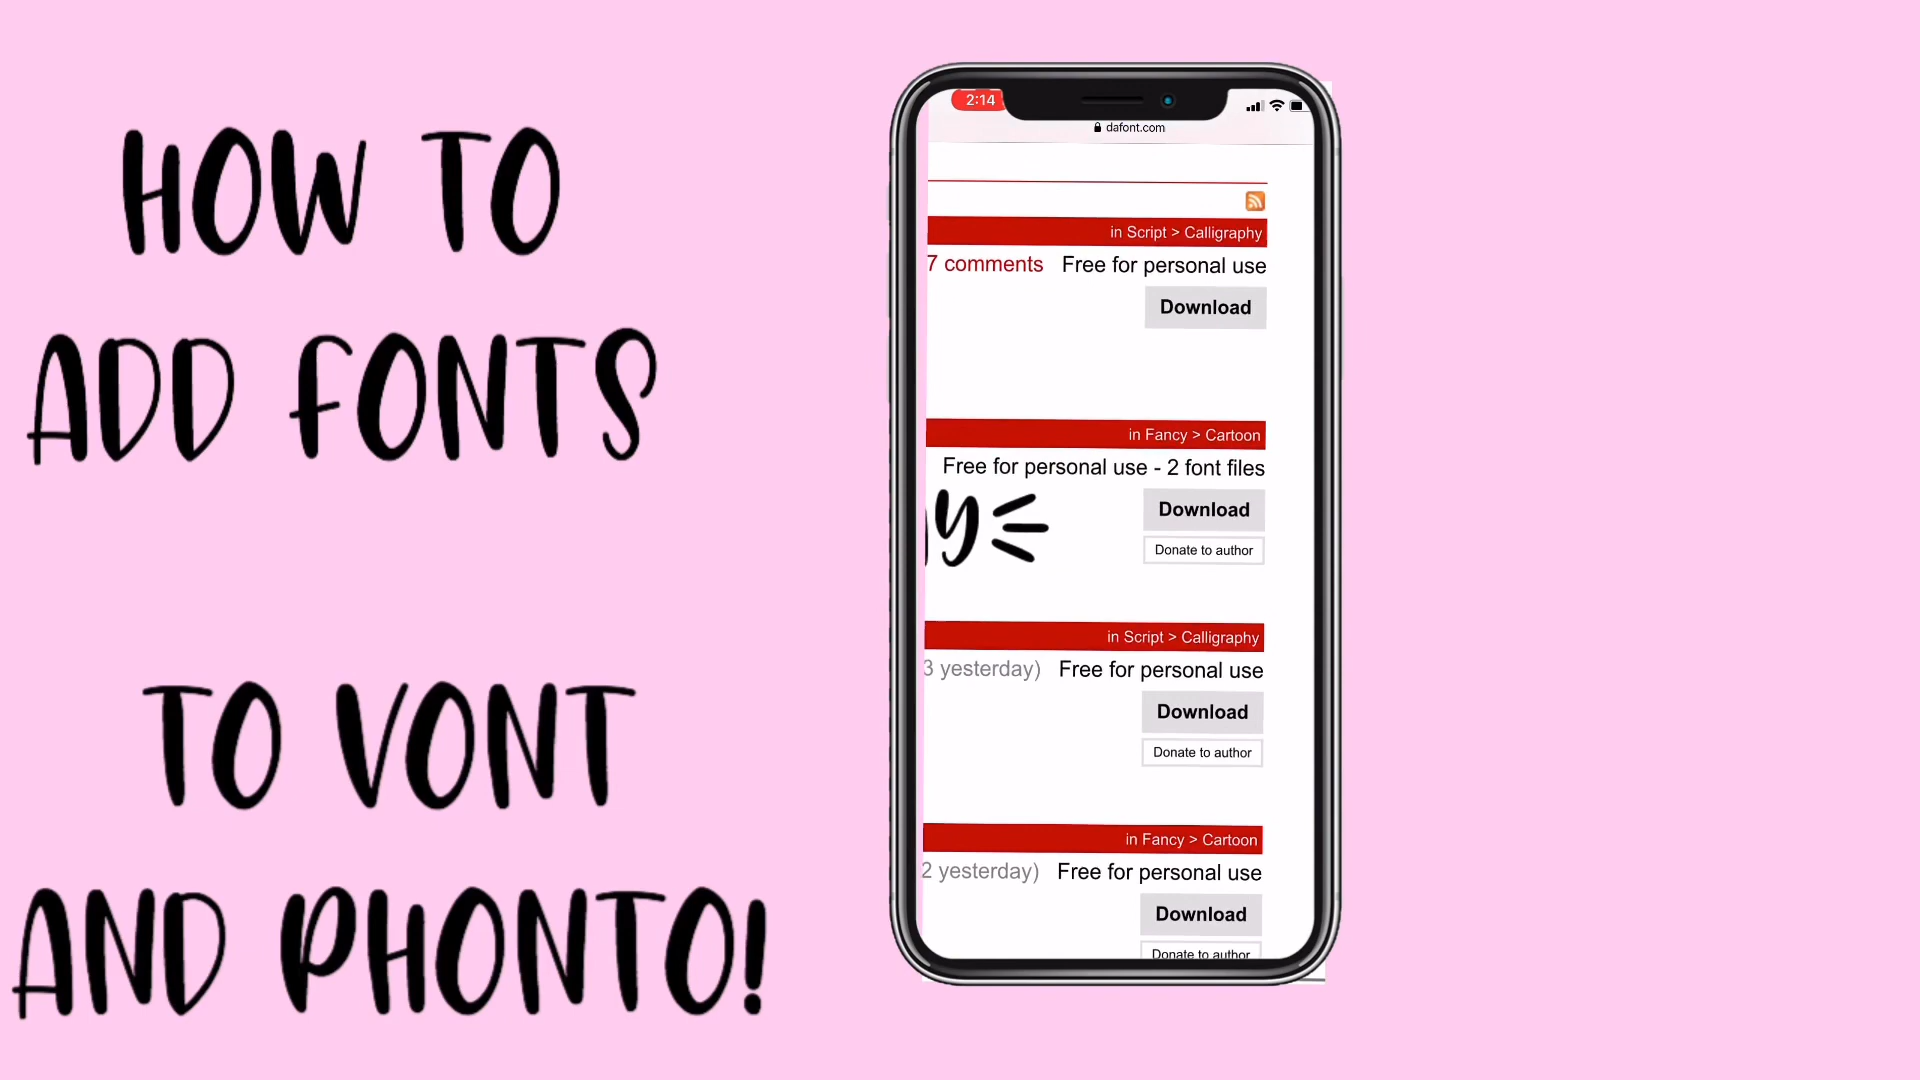 HOW TO
ADD FONTS
TO VONT
AND PHONTO!
2:14
dafont.com
in Script > Calligraphy
7 comments Free for personal use
Download
in Fancy > Cartoon
Free for personal use - 2 font files
y
Download
Donate to author
in Script > Calligraphy
3 yesterday) Free for personal use
Download
Donate to author
in Fancy > Cartoon
2 yesterday) Free for personal use
Download
Donate to author